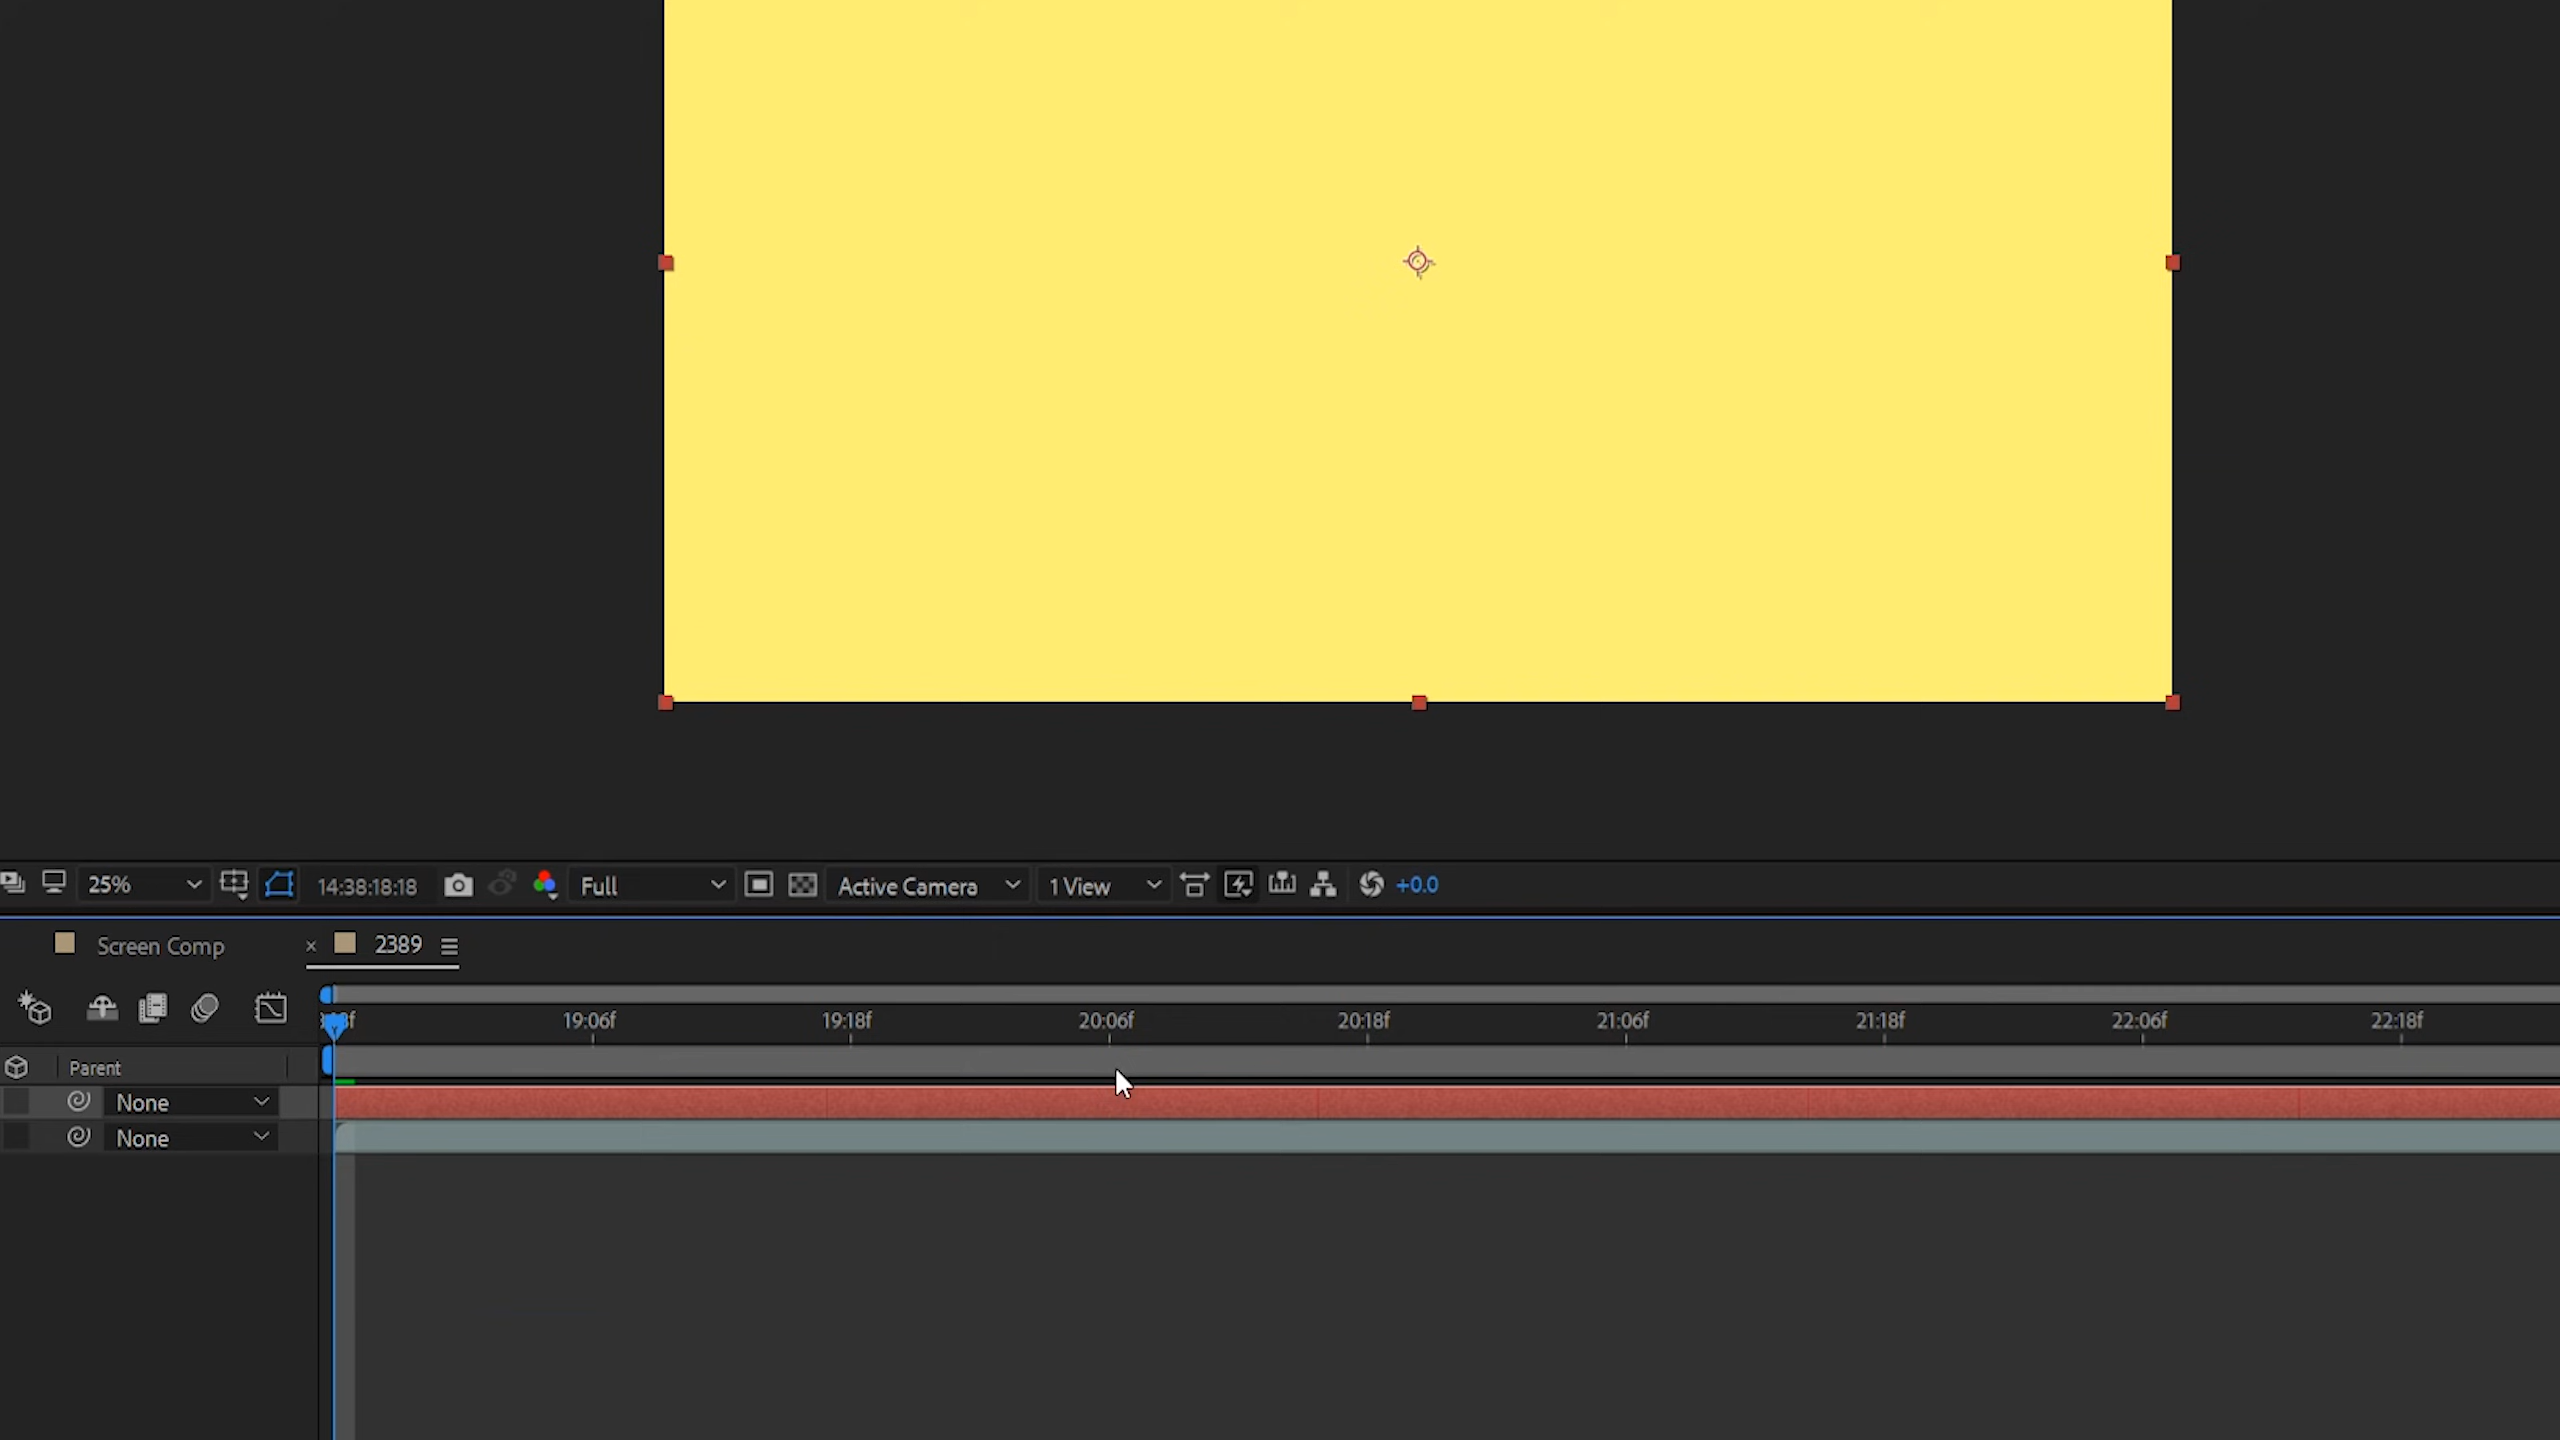 25% 14:38:18:18 Full Active Camera 1 View +0.0
Screen Comp × 2389
19:06f 19:18f 20:06f 20:18f 21:06f 21:18f 22:06f 22:18f
Parent
None
None